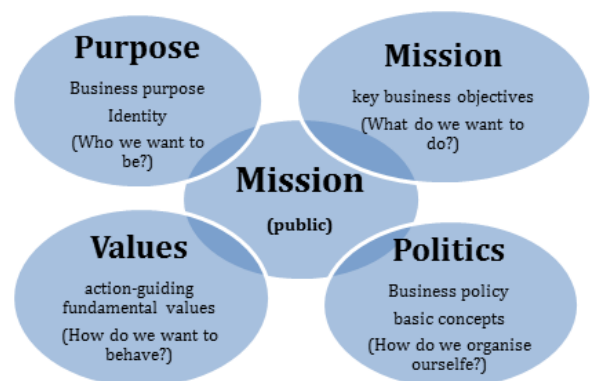 Purpose
Business purpose
Identity
(Who we want to
be?)
Mission
key business objectives
(What do we want to
do?)
Mission
(public)
Values
action-guiding
fundamental values
(How do we want to
behave?)
Politics
Business policy
basic concepts
(How do we organise
ourselfe?)